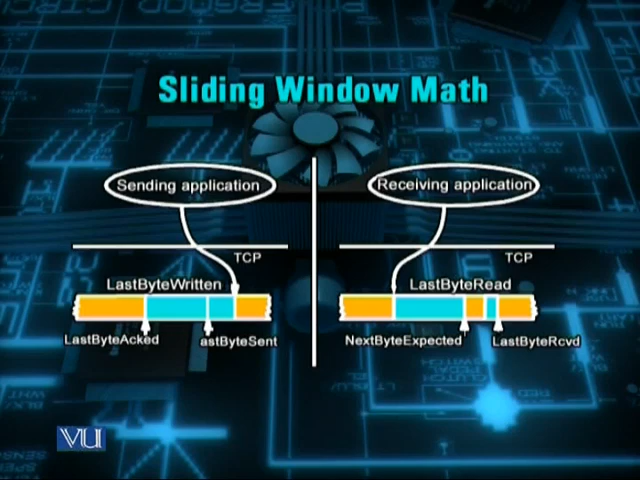 Sliding Window Math
Sending application
Receiving application
TCP
TCP
LastByteWritten
LastByteRead
LastByteAcked
astByteSent
NextByteExpected
LastByteRcvd
VU